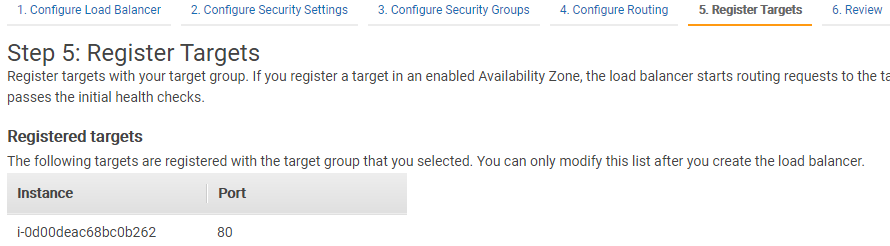 1. Configure Load Balancer 2. Configure Security Settings 3. Configure Security Groups 4. Configure Routing 5. Register Targets 6. Review
Step 5: Register Targets
Register targets with your target group. If you register a target in an enabled Availability Zone, the load balancer starts routing requests to the
passes the initial health checks.
Registered targets
The following targets are registered with the target group that you selected. You can only modify this list after you create the load balancer.
Instance Port
i-0d00deac68bc0b262 80